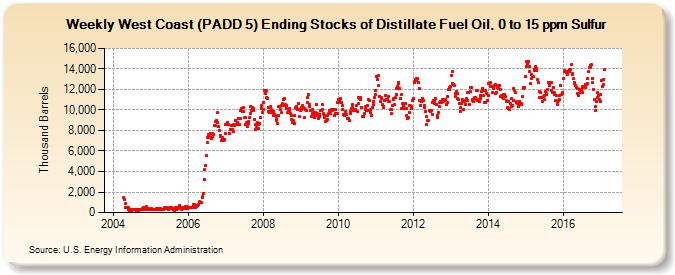 Weekly West Coast (PADD 5) Ending Stocks of Distillate Fuel Oil, 0 to 15 ppm Sulfur
Thousand Barrels
16,000
14,000
12,000
10,000
8,000
6,000
4,000
2,000
0
2004 2006 2008 2010 2012 2014 2016
Source: U.S. Energy Information Administration